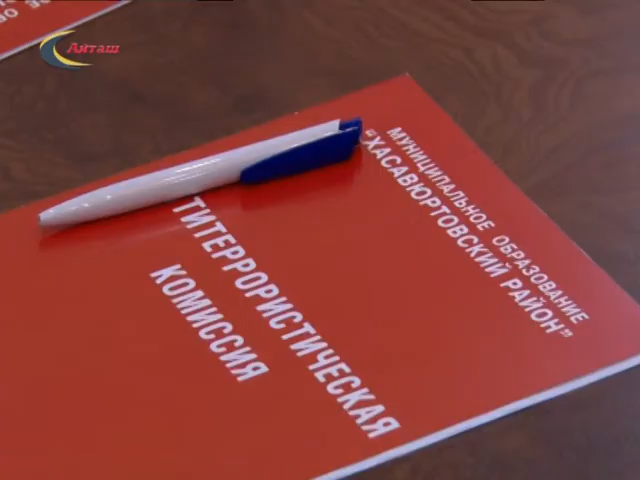 Айташ
МУНИЦИПАЛЬНОЕ ОБРАЗОВАНИЕ
"ХАСАВЮРТОВСКИЙ РАЙОН"
ТИТЕРРОРИСТИЧЕСКАЯ
КОМИССИЯ